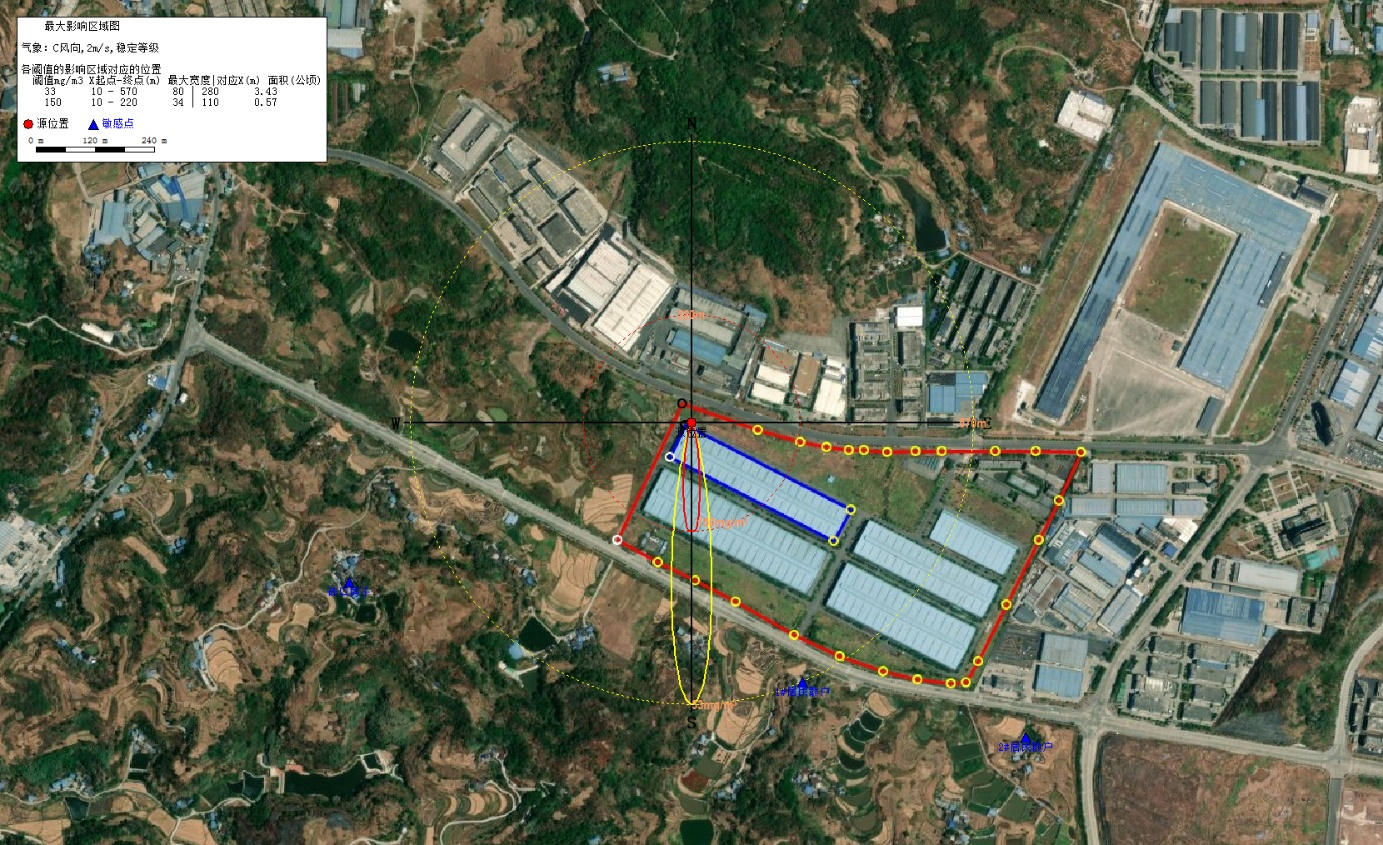 最大影响区域图
气象: C风向,2m/s,稳定等级
各阈值的影响区域对应的位置
阈值mg/m3 X起点-终点(m) 最大宽度|对应X(m) 面积(公顷)
33 10 - 570 80 | 280 3.43
150 10 - 220 34 | 110 0.57
源位置 敏感点
0 m 120 m 240 m
N
W
S
1#居民散户
2#居民散户